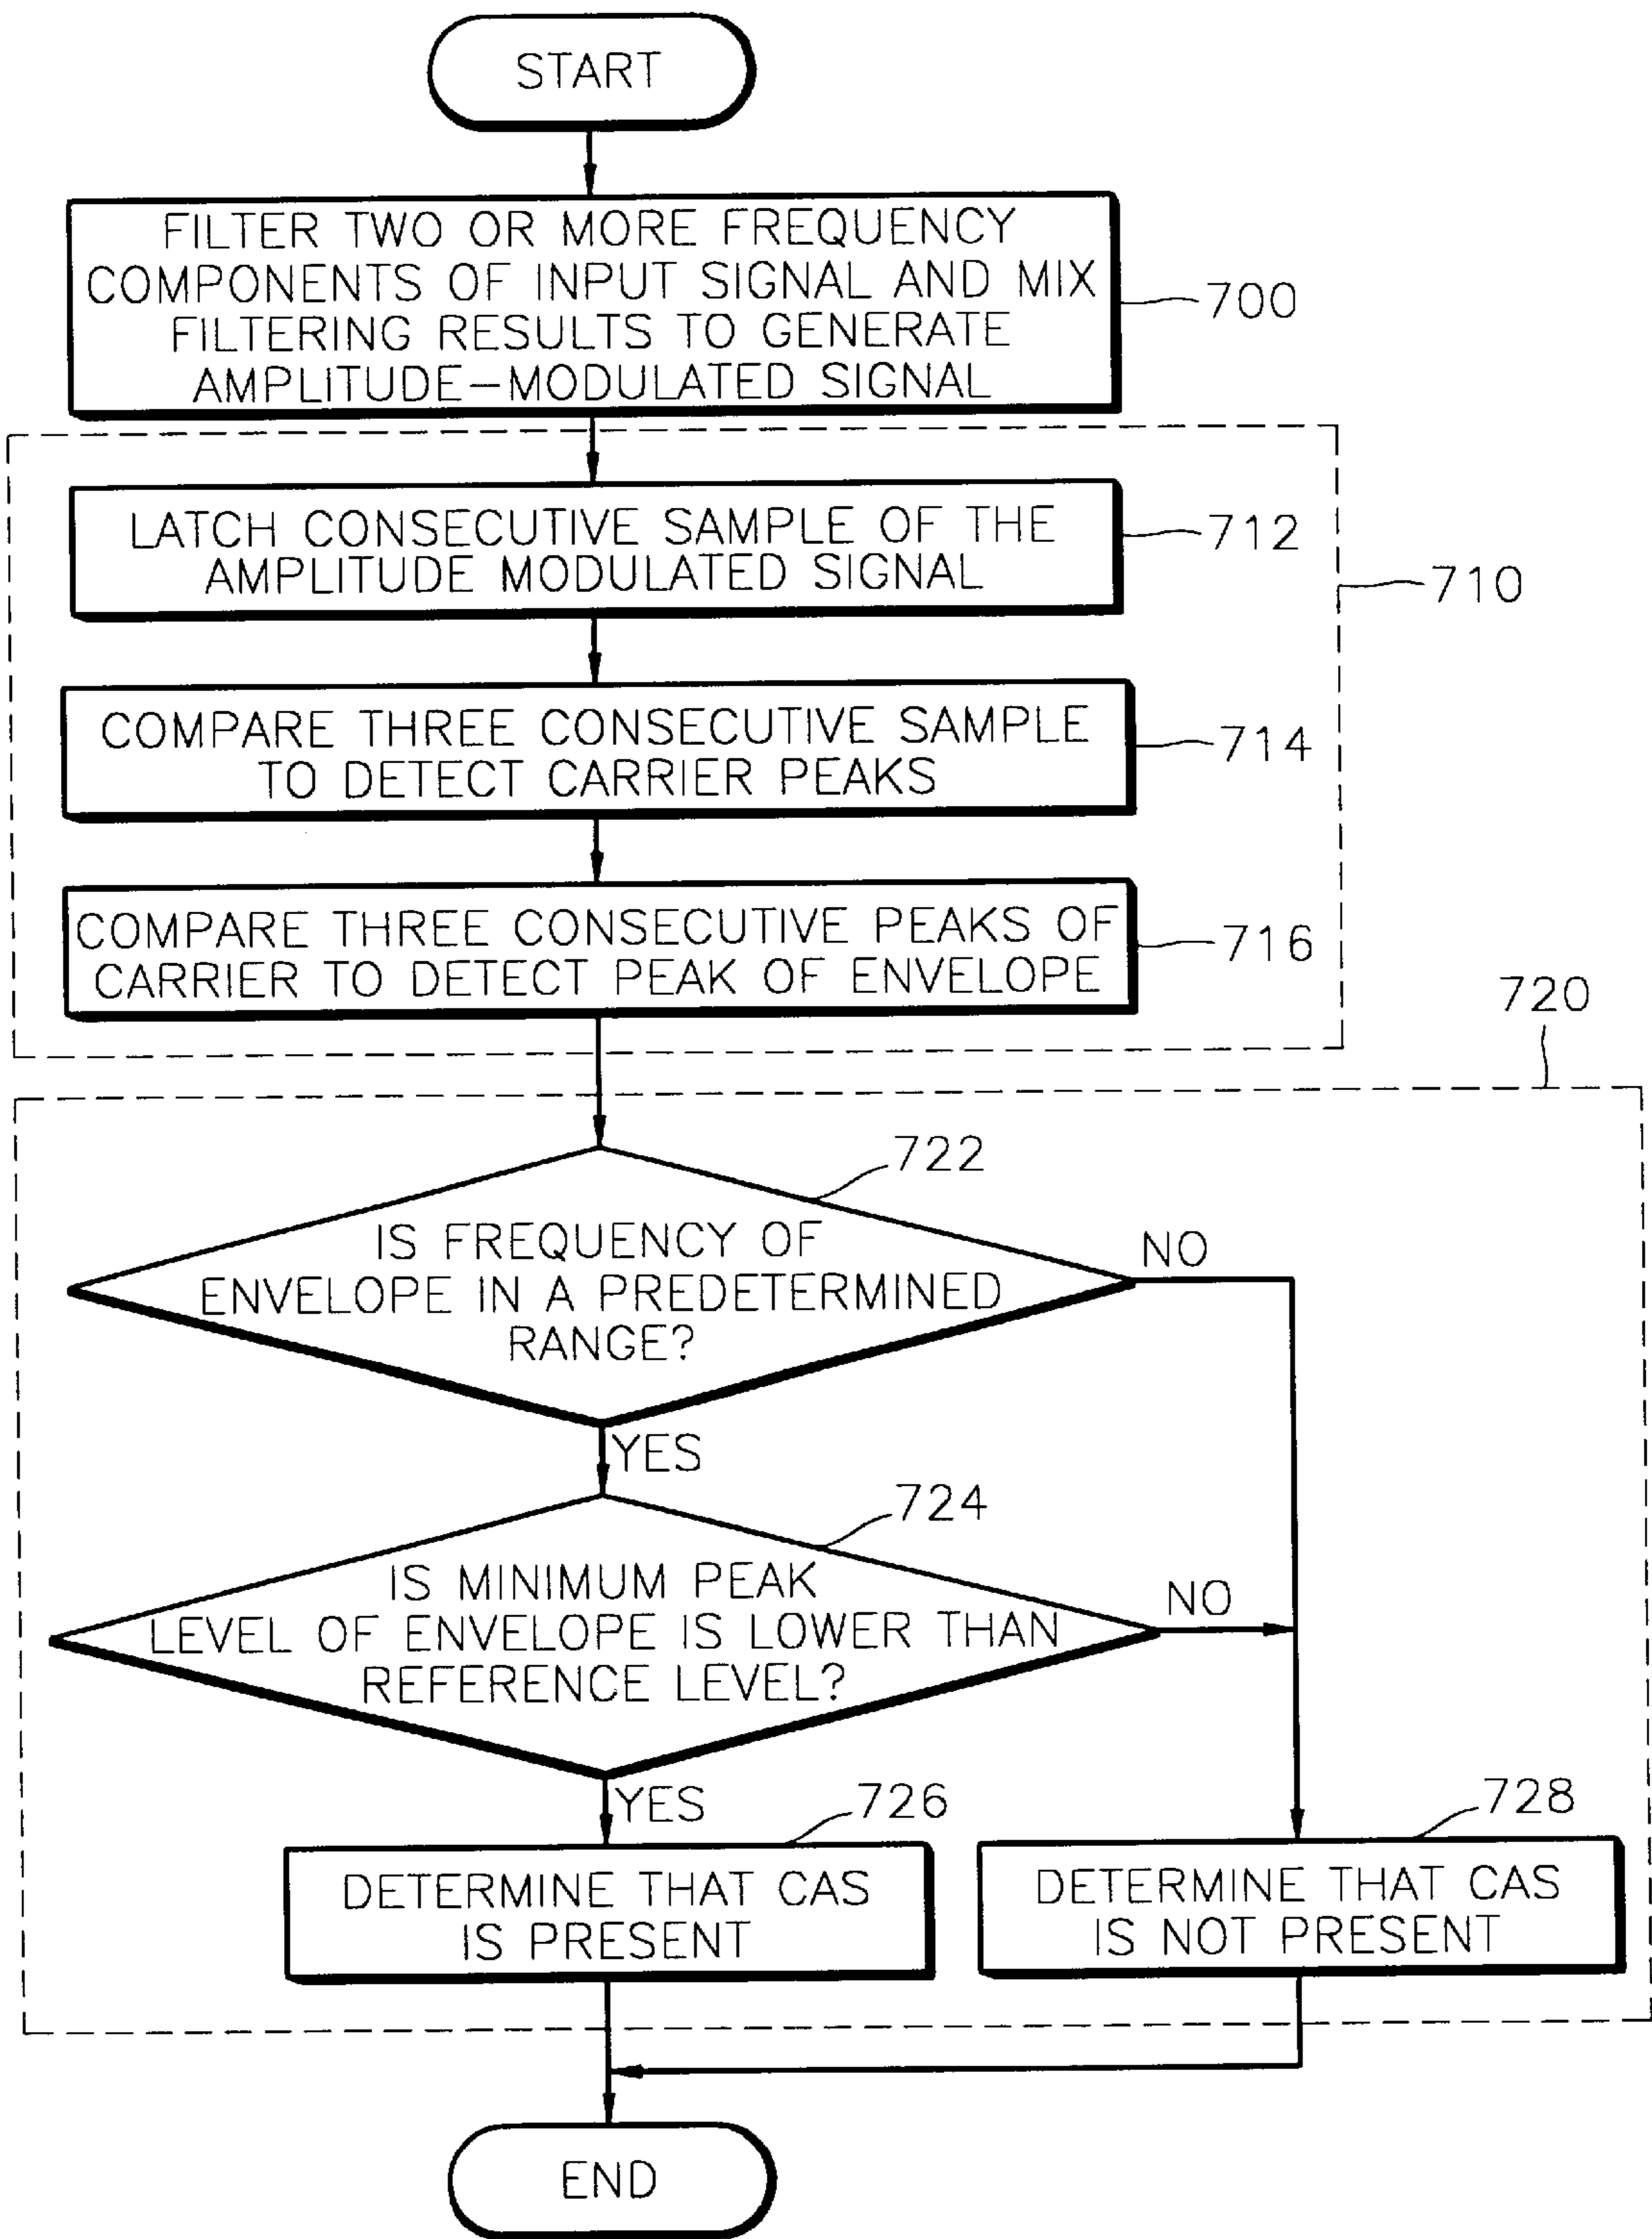 START
FILTER TWO OR MORE FREQUENCY
COMPONENTS OF INPUT SIGNAL AND MIX
FILTERING RESULTS TO GENERATE
AMPLITUDE-MODULATED SIGNAL
700
LATCH CONSECUTIVE SAMPLE OF THE
AMPLITUDE MODULATED SIGNAL
712
710
COMPARE THREE CONSECUTIVE SAMPLE
TO DETECT CARRIER PEAKS
714
COMPARE THREE CONSECUTIVE PEAKS OF
CARRIER TO DETECT PEAK OF ENVELOPE
716
720
722
IS FREQUENCY OF
ENVELOPE IN A PREDETERMINED
RANGE?
NO
YES
724
IS MINIMUM PEAK
LEVEL OF ENVELOPE IS LOWER THAN
REFERENCE LEVEL?
NO
YES
726
DETERMINE THAT CAS
IS PRESENT
728
DETERMINE THAT CAS
IS NOT PRESENT
END